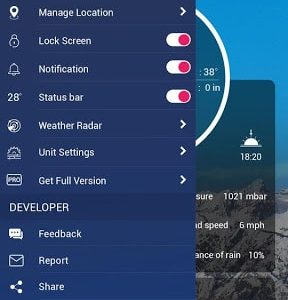 Manage Location
Lock Screen
Notification
: 38°
: 0 in
28° Status bar
Weather Radar
Unit Settings
18:20
PRO Get Full Version
sure 1021 mbar
DEVELOPER
Feedback
nd speed 6 mph
Report
ance of rain 10%
Share